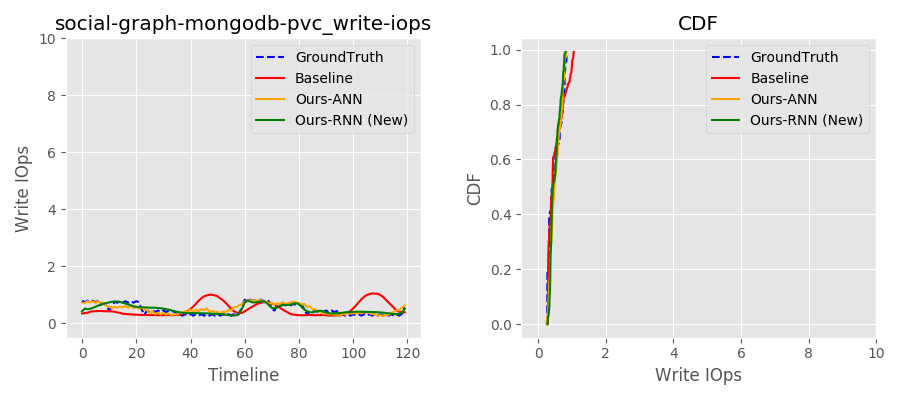 social-graph-mongodb-pvc_write-iops
10
8
6
4
2
0
Write IOps
0 20 40 60 80 100 120
Timeline
GroundTruth
Baseline
Ours-ANN
Ours-RNN (New)
CDF
1.0
0.8
0.6
0.4
0.2
0.0
CDF
0 2 4 6 8 10
Write IOps
GroundTruth
Baseline
Ours-ANN
Ours-RNN (New)